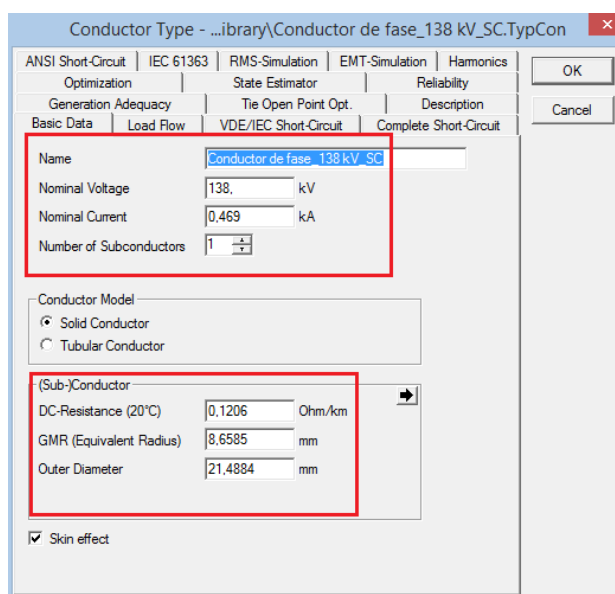 Conductor Type - ...ibrary\Conductor de fase_138 kV_SC.TypCon
ANSI Short-Circuit IEC 61363 RMS-Simulation EMT-Simulation Harmonics
OK
Optimization State Estimator Reliability
Generation Adequacy Tie Open Point Opt. Description
Cancel
Basic Data Load Flow VDE/IEC Short-Circuit Complete Short-Circuit
Name Conductor de fase_138 kV_SC
Nominal Voltage 138, kV
Nominal Current 0,469 kA
Number of Subconductors 1
Conductor Model
Solid Conductor
Tubular Conductor
(Sub-)Conductor
DC-Resistance (20°C) 0,1206 Ohm/km
GMR (Equivalent Radius) 8,6585 mm
Outer Diameter 21,4884 mm
Skin effect